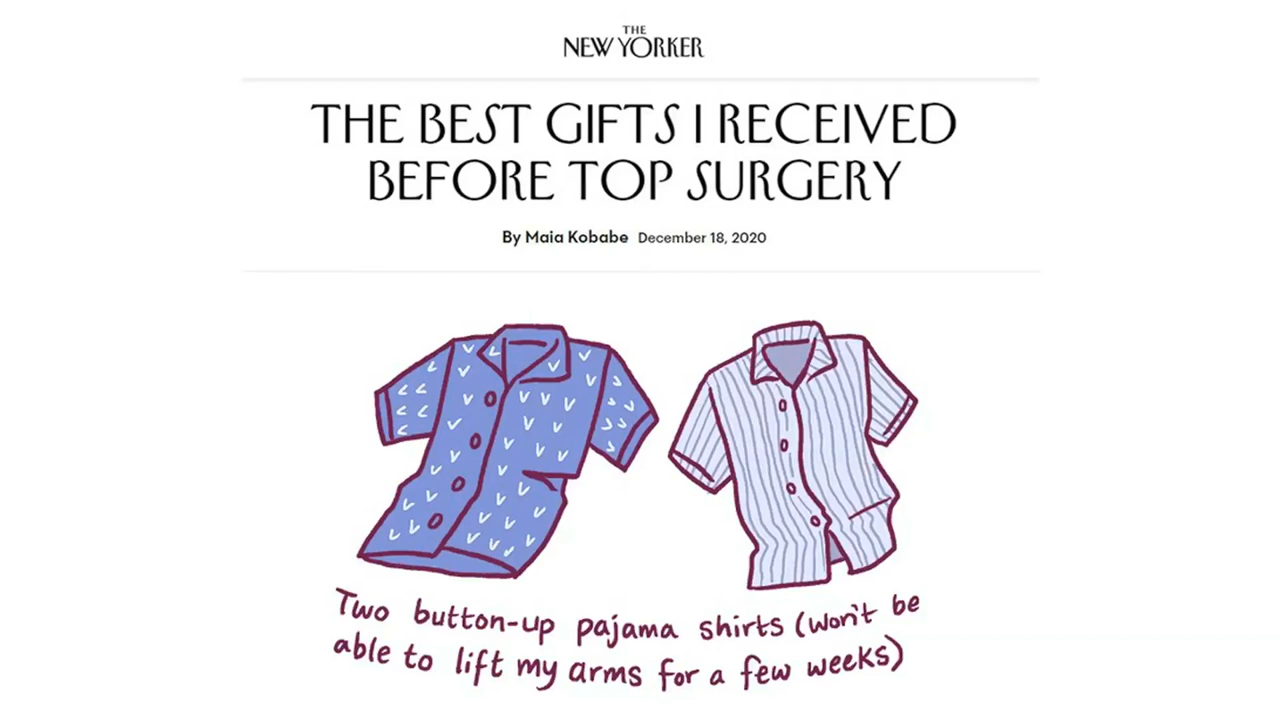 THE
NEW YORKER
THE BEST GIFTS I RECEIVED
BEFORE TOP SURGERY
By Maia Kobabe December 18, 2020
Two button-up pajama shirts (won't be
able to lift my arms for a few weeks)